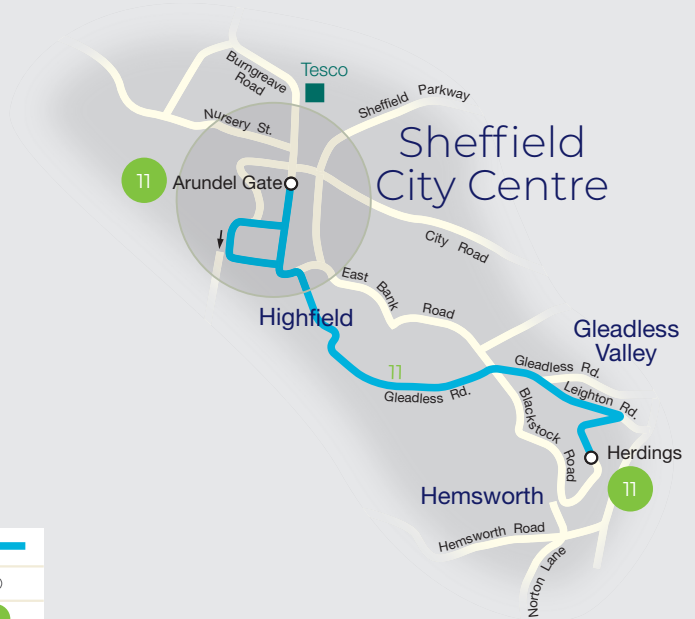 Burngreave
Road
Tesco
Sheffield Parkway
Nursery St.
Sheffield
City Centre
11
Arundel Gate
City Road
East Bank Road
Highfield
Gleadless
Valley
11
Gleadless Rd.
Gleadless Rd.
Leighton Rd.
Blackstock Road
Herdings
11
Hemsworth
Hemsworth Road
Norton Lane